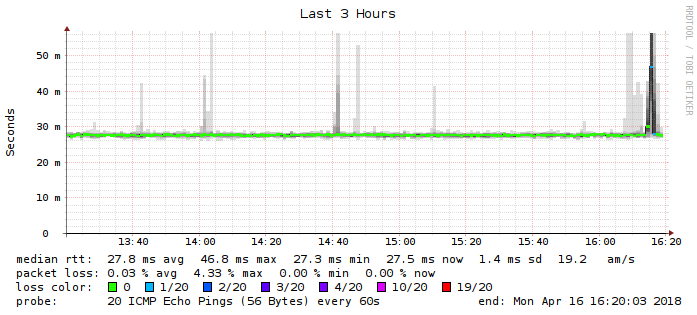 Last 3 Hours
RRDTOOL / TOBI OETIKER
Seconds
50 m
40 m
30 m
20 m
10 m
0
13:40 14:00 14:20 14:40 15:00 15:20 15:40 16:00 16:20
median rtt: 27.8 ms avg 46.8 ms max 27.3 ms min 27.5 ms now 1.4 ms sd 19.2 am/s
packet loss: 0.03 % avg 4.33 % max 0.00 % min 0.00 % now
loss color: 0 1/20 2/20 3/20 4/20 10/20 19/20
probe: 20 ICMP Echo Pings (56 Bytes) every 60s end: Mon Apr 16 16:20:03 2018